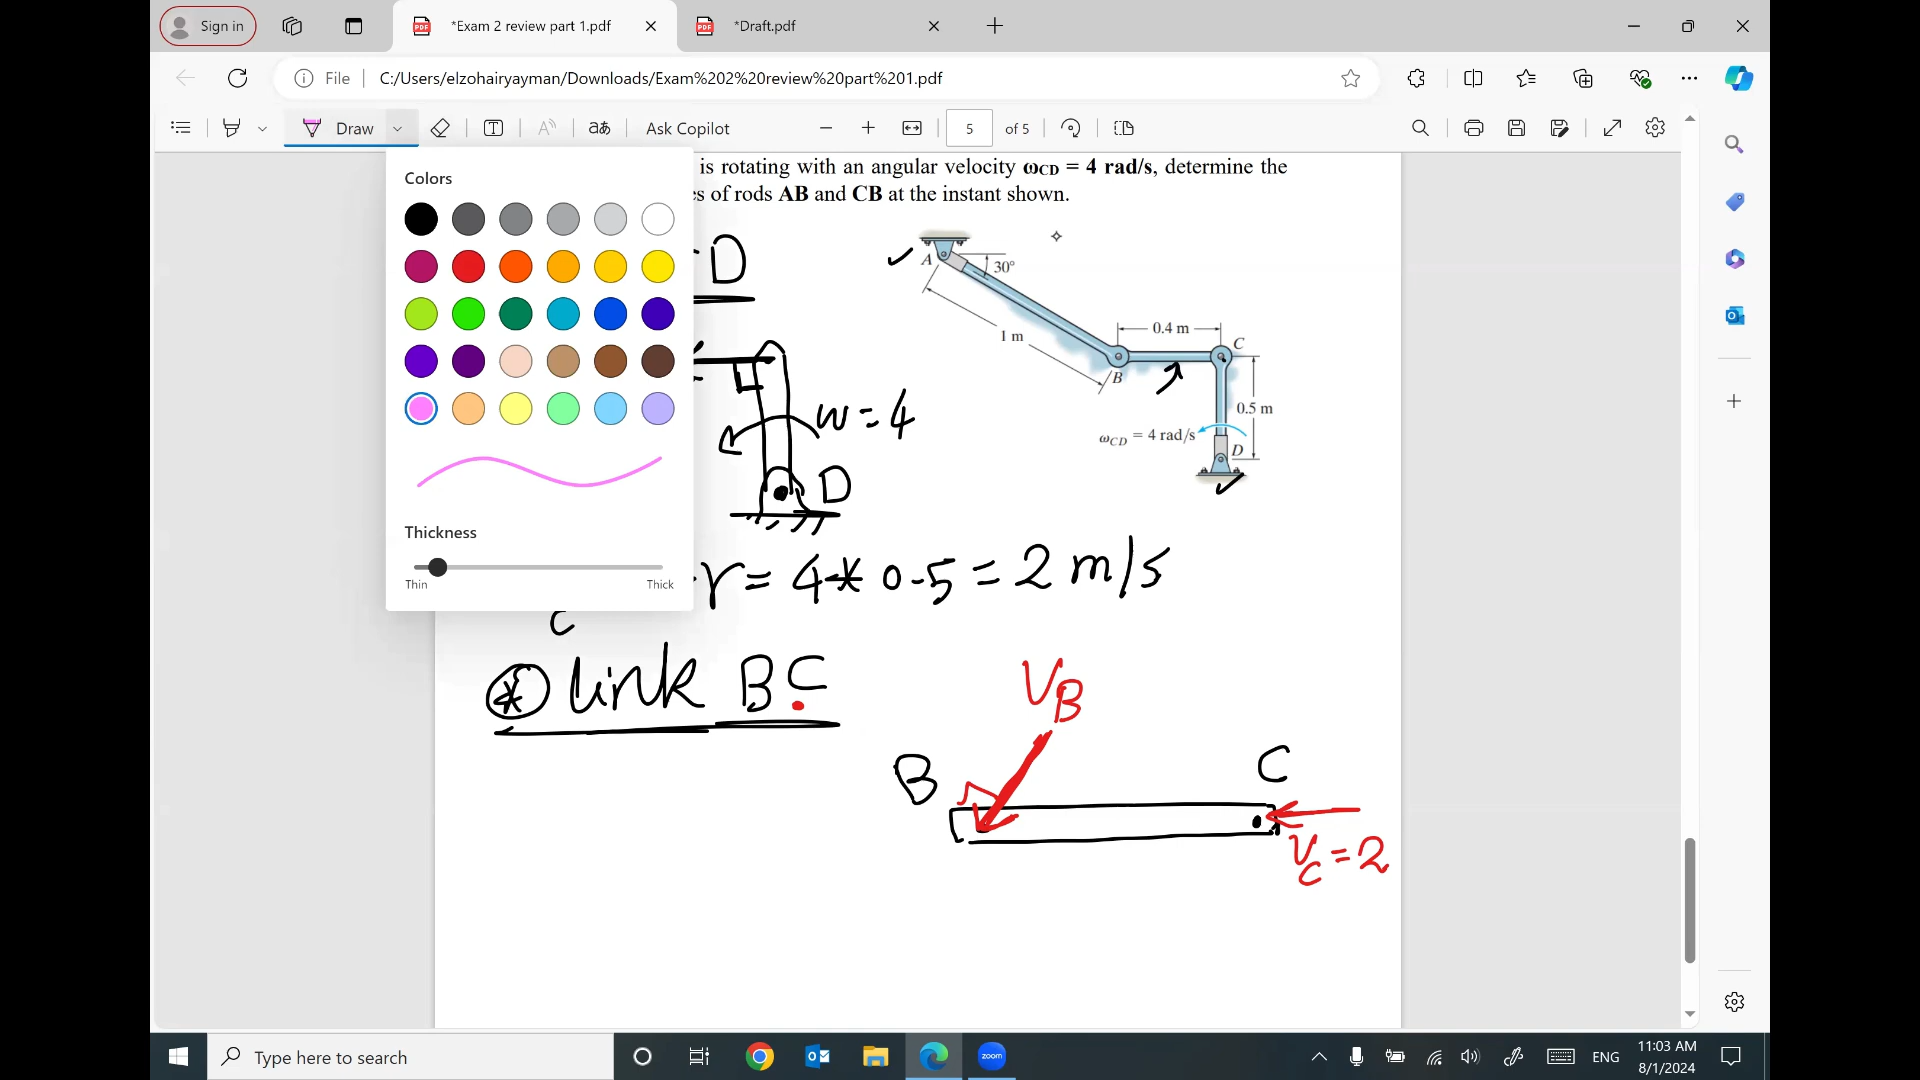 Sign in
*Exam 2 review part 1.pdf
*Draft.pdf
File
C:/Users/elzohairyayman/Downloads/Exam%202%20review%20part%201.pdf
Draw
Ask Copilot
5 of 5
is rotating with an angular velocity ωCD = 4 rad/s, determine the
s of rods AB and CB at the instant shown.
Colors
Thickness
Thin
Thick
D
A
30°
1 m
0.4 m
C
B
0.5 m
ωCD = 4 rad/s
D
w = 4
D
r = 4 * 0.5 = 2 m/s
c
* link BC
VB
B
C
Vc = 2
Type here to search
zoom
ENG
11:03 AM
8/1/2024